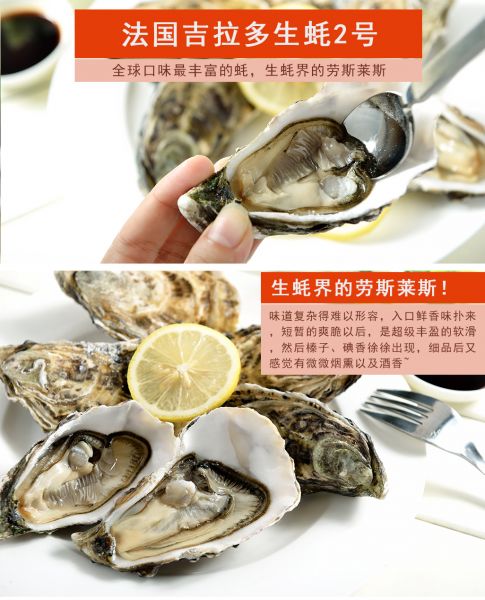 法国吉拉多生蚝2号
全球口味最丰富的蚝，生蚝界的劳斯莱斯
生蚝界的劳斯莱斯！
味道复杂得难以形容，入口鲜香味扑来
，短暂的爽脆以后，是超级丰盈的软滑
，然后榛子、碘香徐徐出现，细品后又
感觉有微微烟熏以及酒香~